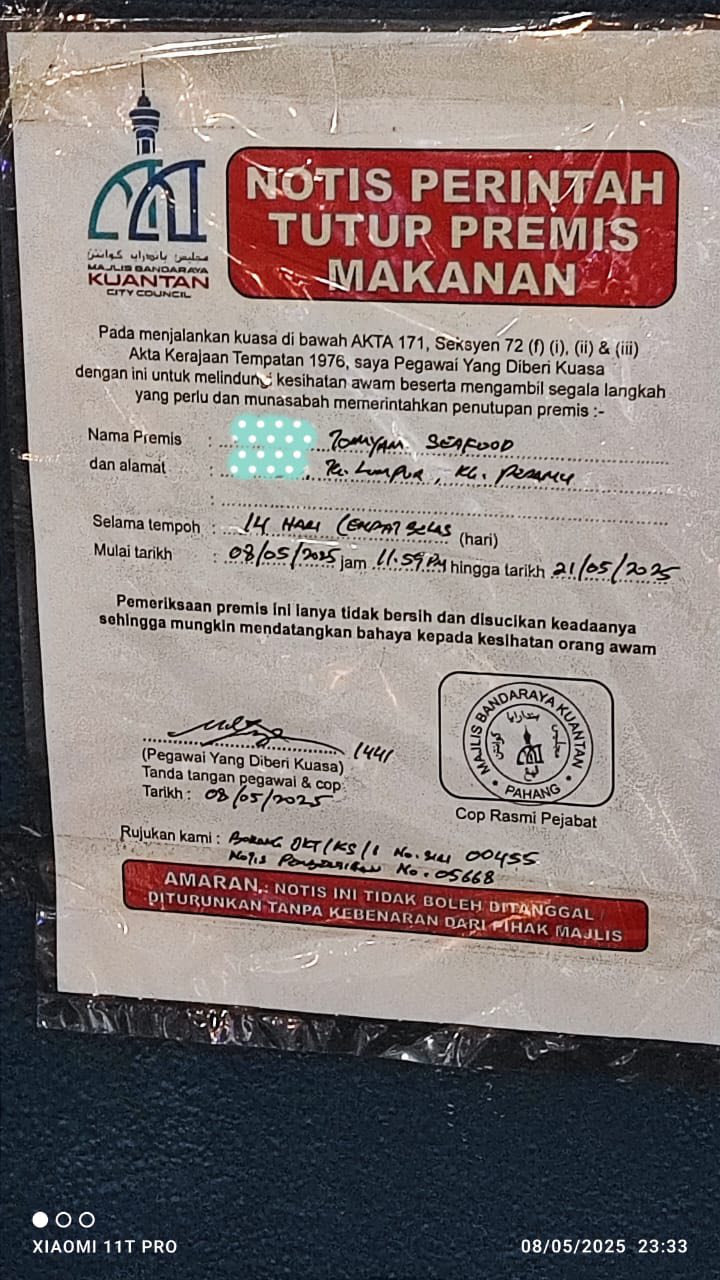 مجليس بانداراي كوانتن
MAJLIS BANDARAYA
KUANTAN
CITY COUNCIL
NOTIS PERINTAH
TUTUP PREMIS
MAKANAN
Pada menjalankan kuasa di bawah AKTA 171, Seksyen 72 (f) (i), (ii) & (iii)
Akta Kerajaan Tempatan 1976, saya Pegawai Yang Diberi Kuasa
dengan ini untuk melindungi kesihatan awam beserta mengambil segala langkah
yang perlu dan munasabah memerintahkan penutupan premis :-
Nama Premis : TOMYAM SEAFOOD
dan alamat : LUMPUR, KG. PERAMU
:
Selama tempoh : 14 HARI (EMPAT BELAS (hari)
Mulai tarikh : 08/05/2025 jam 11:59 PM hingga tarikh 21/05/2025
Pemeriksaan premis ini ianya tidak bersih dan disucikan keadaanya
sehingga mungkin mendatangkan bahaya kepada kesihatan orang awam
1441
(Pegawai Yang Diberi Kuasa)
Tanda tangan pegawai & cop
Tarikh : 08/05/2025
MAJLIS BANDARAYA KUANTAN
PAHANG
Cop Rasmi Pejabat
Rujukan kami : BORANG DKT/KS/1 No. SIRI 00455
NOTIS No. 05668
AMARAN : NOTIS INI TIDAK BOLEH DITANGGAL /
DITURUNKAN TANPA KEBENARAN DARI PIHAK MAJLIS
XIAOMI 11T PRO
08/05/2025 23:33